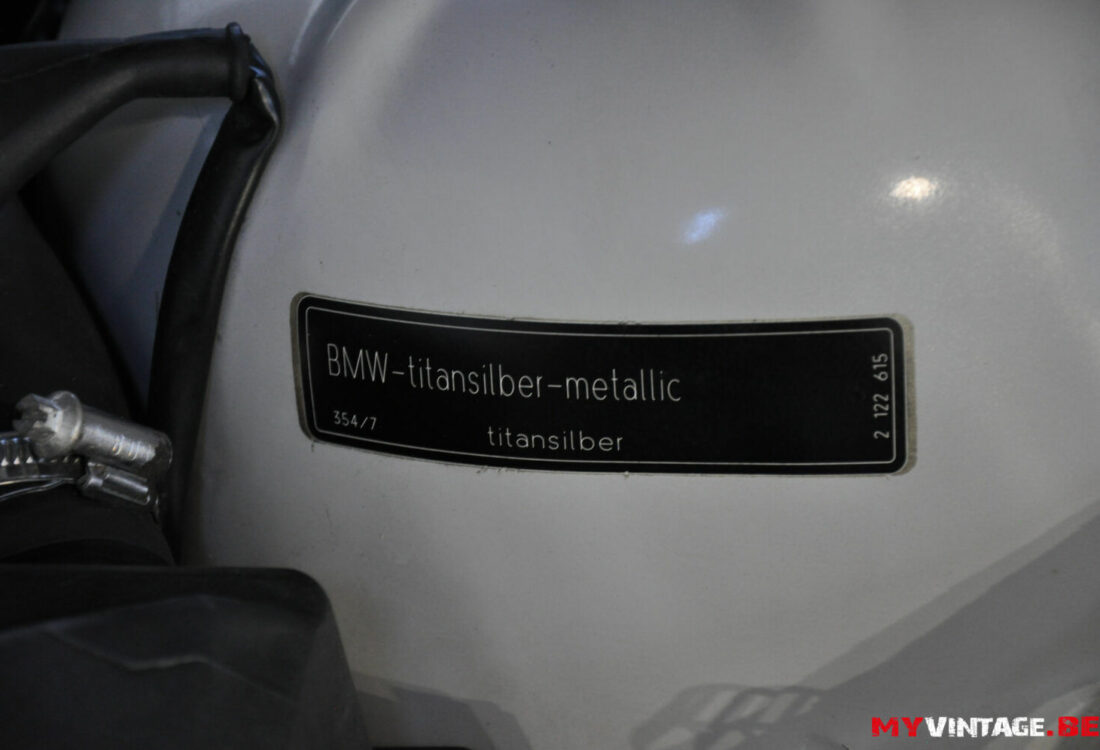 BMW-titansilber-metallic
354/7
titansilber
2 122 615
MYVINTAGE.BE